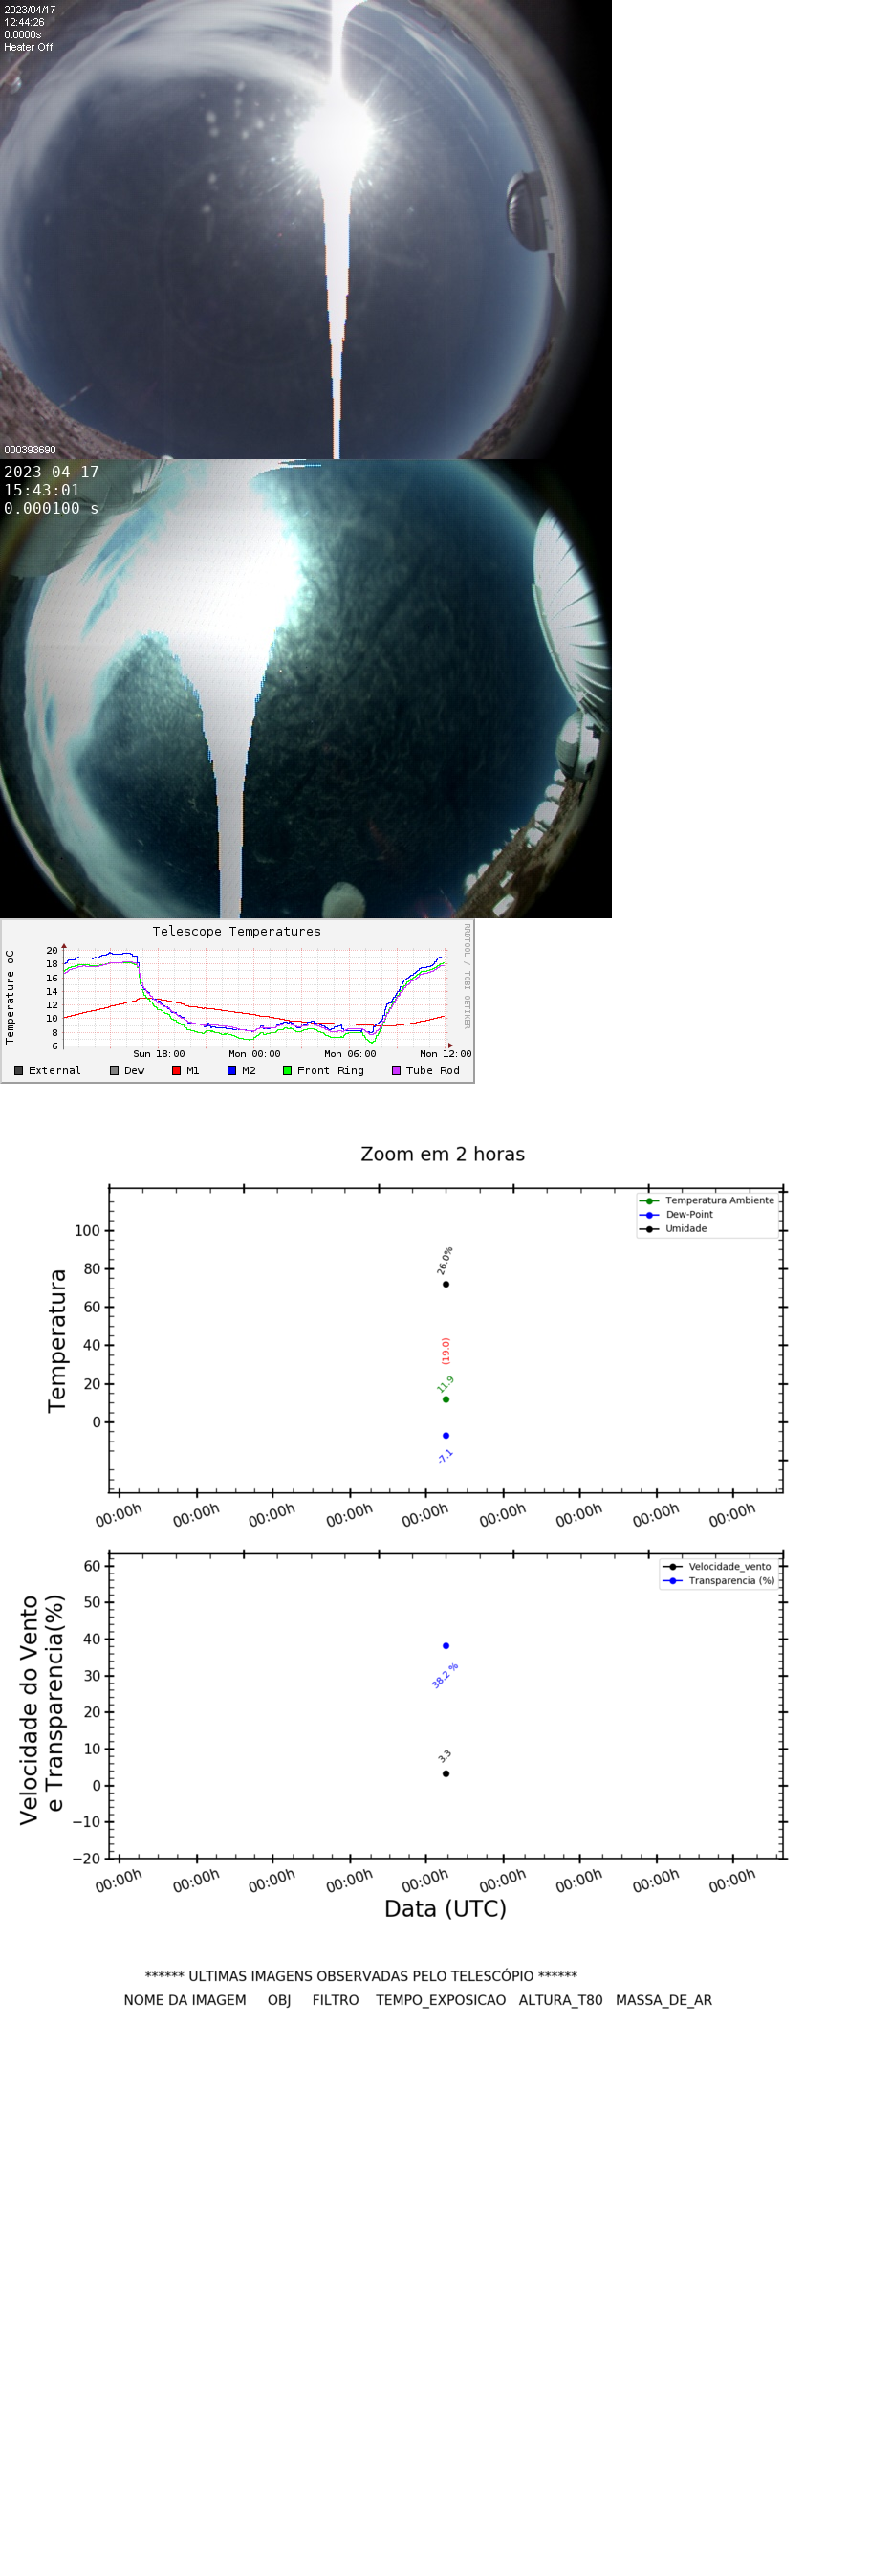 2023/04/17
12:44:26
0.0000s
Heater Off
000393690
2023-04-17
15:43:01
0.000100 s
Telescope Temperatures
RRDTOOL / TOBI OETIKER
Temperature oC
20
18
16
14
12
10
8
6
Sun 18:00 Mon 00:00 Mon 06:00 Mon 12:00
External Dew M1 M2 Front Ring Tube Rod
Zoom em 2 horas
Temperatura Ambiente
Dew-Point
Umidade
Temperatura
100
80
60
40
20
0
26.0%
(19.0)
11.9
-7.1
00:00h 00:00h 00:00h 00:00h 00:00h 00:00h 00:00h 00:00h 00:00h
Velocidade_vento
Transparencia (%)
Velocidade do Vento
e Transparencia(%)
60
50
40
30
20
10
0
−10
−20
38.2 %
3.3
00:00h 00:00h 00:00h 00:00h 00:00h 00:00h 00:00h 00:00h 00:00h
Data (UTC)
****** ULTIMAS IMAGENS OBSERVADAS PELO TELESCÓPIO ******
NOME DA IMAGEM OBJ FILTRO TEMPO_EXPOSICAO ALTURA_T80 MASSA_DE_AR